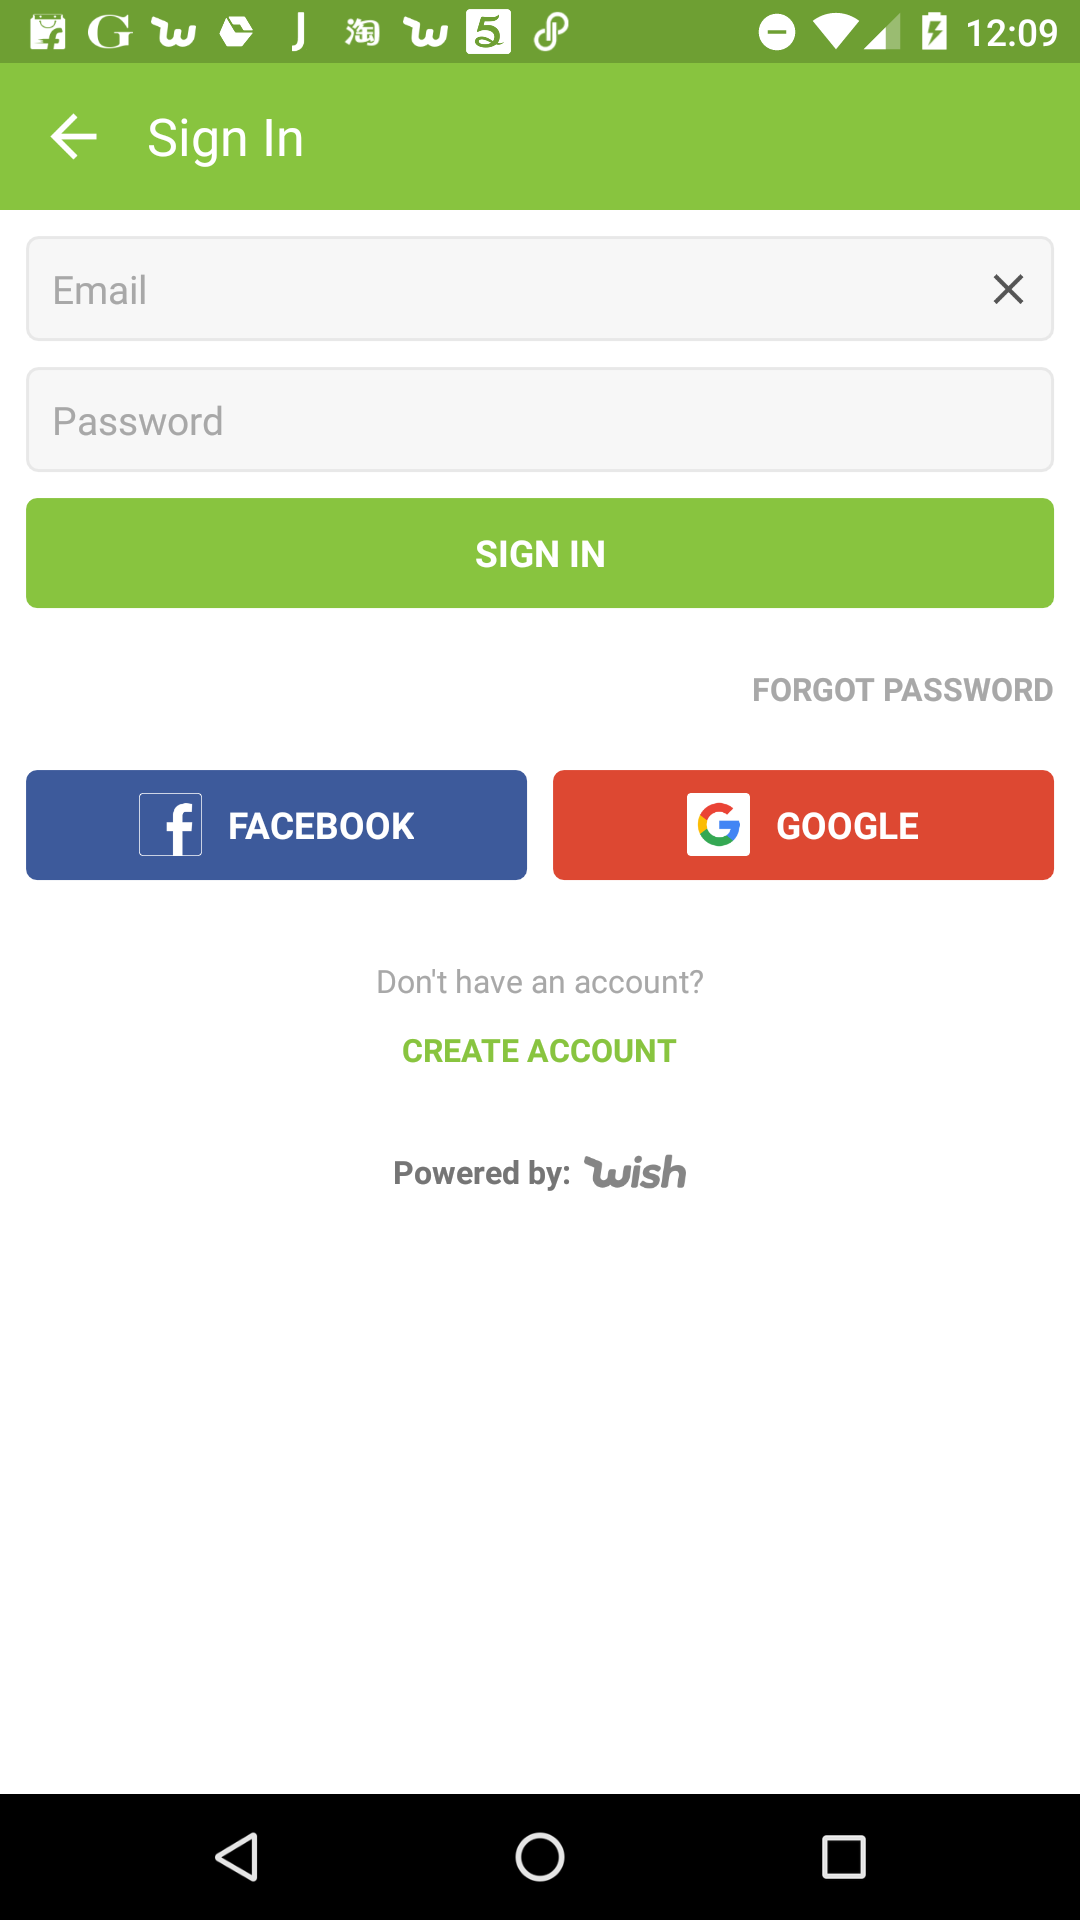 12:09
Sign In
Email
Password
SIGN IN
FORGOT PASSWORD
FACEBOOK
GOOGLE
Don't have an account?
CREATE ACCOUNT
Powered by: wish